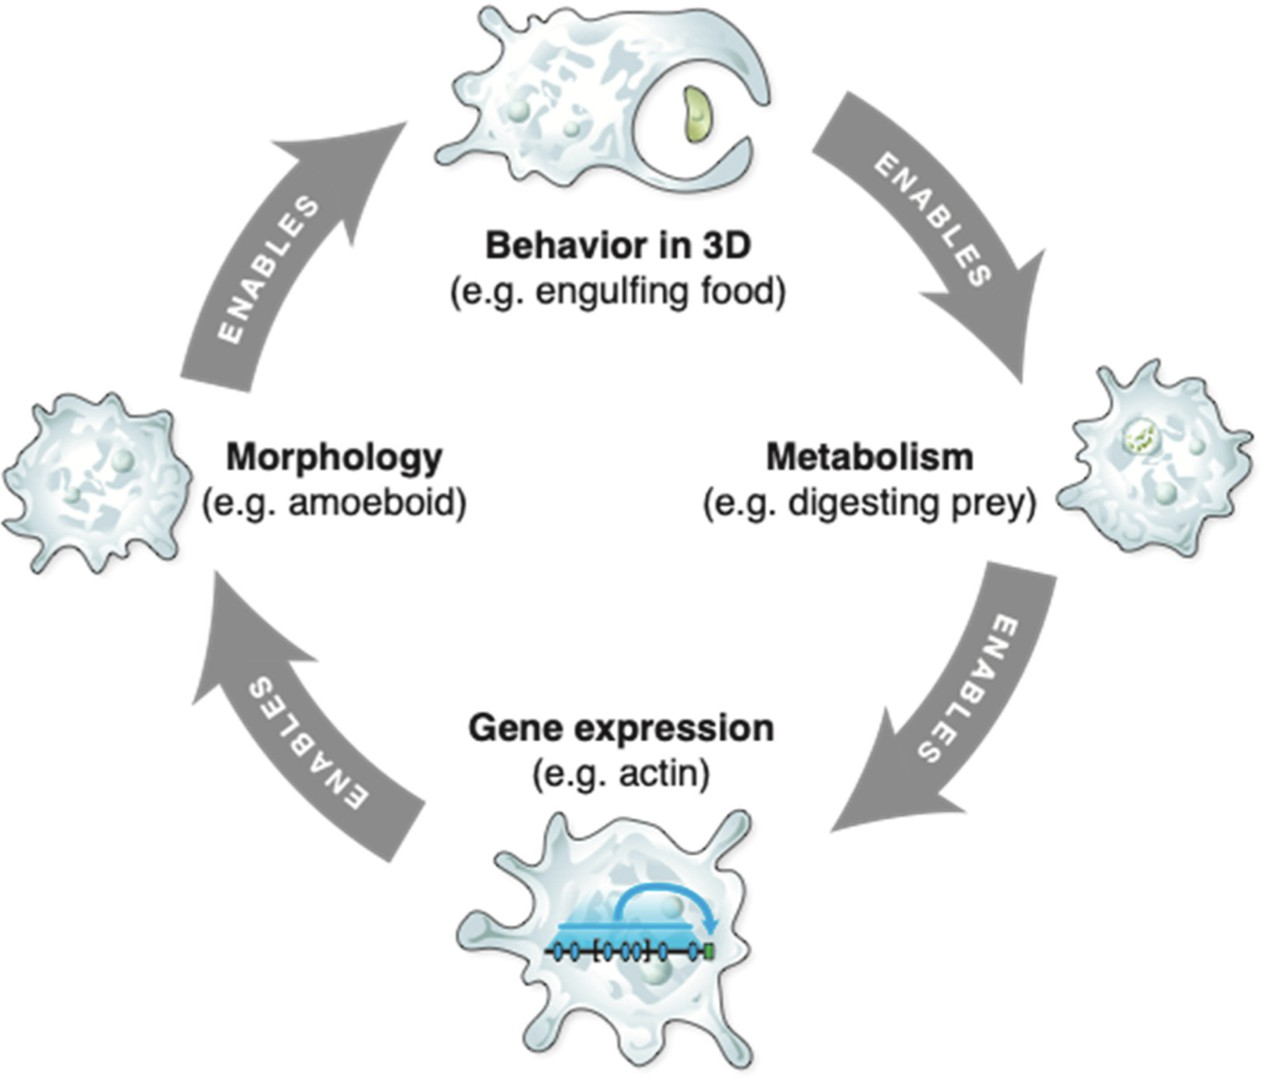 Behavior in 3D
(e.g. engulfing food)
ENABLES
Metabolism
(e.g. digesting prey)
ENABLES
Gene expression
(e.g. actin)
ENABLES
Morphology
(e.g. amoeboid)
ENABLES